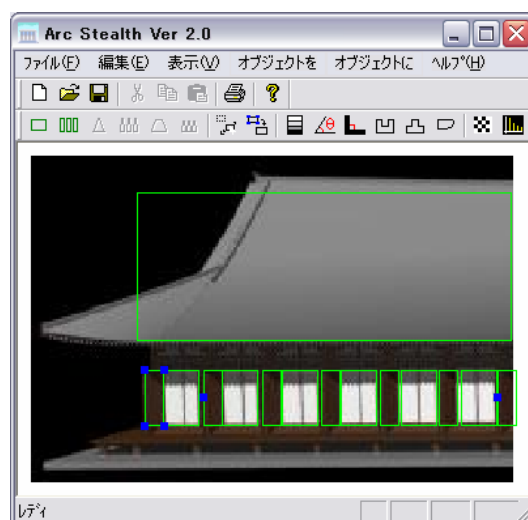 Arc Stealth Ver 2.0
ファイル(F) 編集(E) 表示(V) オブジェクトを オブジェクトに ヘルプ(H)
レディ